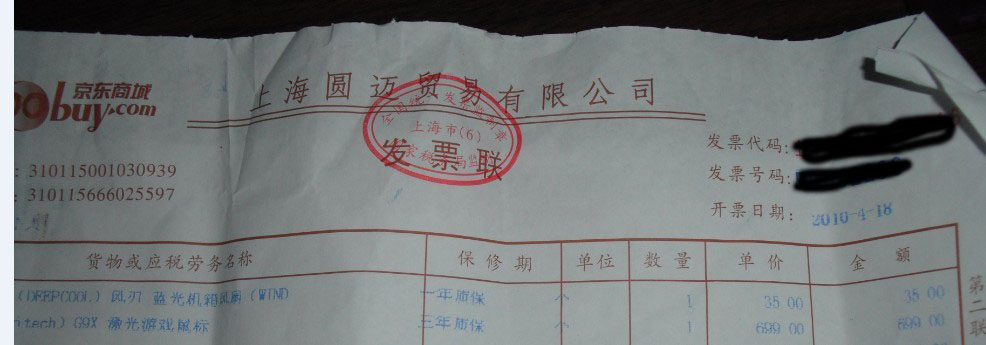 京东商城
buy.com
上海圆迈贸易有限公司
上海市(6)
发票联
发票代码:
发票号码:
开票日期: 2010-4-18
: 310115001030939
: 310115666025597
货物或应税劳务名称 保修期 单位 数量 单价 金额
(DEEPCOOL) 风刃 蓝光机箱风扇 (WIND 一年质保 个 1 35.00 35.00
itech) G9X 激光游戏鼠标 三年质保 个 1 699.00 699.00
第二联